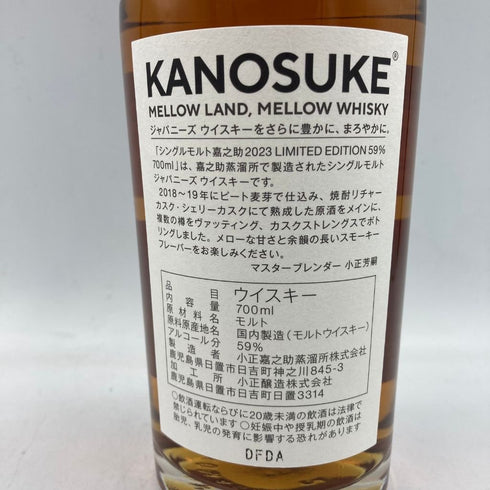 KANOSUKE®
MELLOW LAND, MELLOW WHISKY
ジャパニーズ ウイスキーをさらに豊かに、まろやかに。
「シングルモルト嘉之助2023 LIMITED EDITION 59%
700ml」は、嘉之助蒸溜所で製造されたシングルモルト
ジャパニーズ ウイスキーです。
2018〜19年にピート麦芽で仕込み、焼酎リチャー
カスク・シェリーカスクにて熟成した原酒をメインに、
複数の樽をヴァッティング、カスクストレングスでボト
リングしました。メローな甘さと余韻の長いスモーキー
フレーバーをお楽しみください。
マスターブレンダー 小正芳嗣
品目 ウイスキー
内容量 700ml
原材料 モルト
原料原産地名 国内製造（モルトウイスキー）
アルコール分 59%
製造者 小正嘉之助蒸溜所株式会社
鹿児島県日置市日吉町神之川845-3
加工所 小正醸造株式会社
鹿児島県日置市日吉町日置3314
○飲酒運転ならびに20歳未満の飲酒は法律で
禁じられています ○妊娠中や授乳期の飲酒は
胎児、乳児の発育に影響する恐れがあります
DFDA